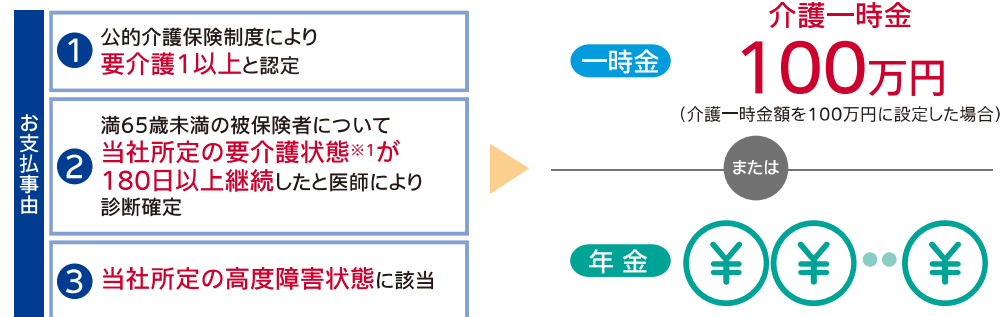 お支払事由
1
公的介護保険制度により
要介護1以上と認定
2
満65歳未満の被保険者について
当社所定の要介護状態※1が
180日以上継続したと医師により
診断確定
3
当社所定の高度障害状態に該当
一時金
介護一時金
100万円
(介護一時金額を100万円に設定した場合)
または
年金
¥ ¥ ¥